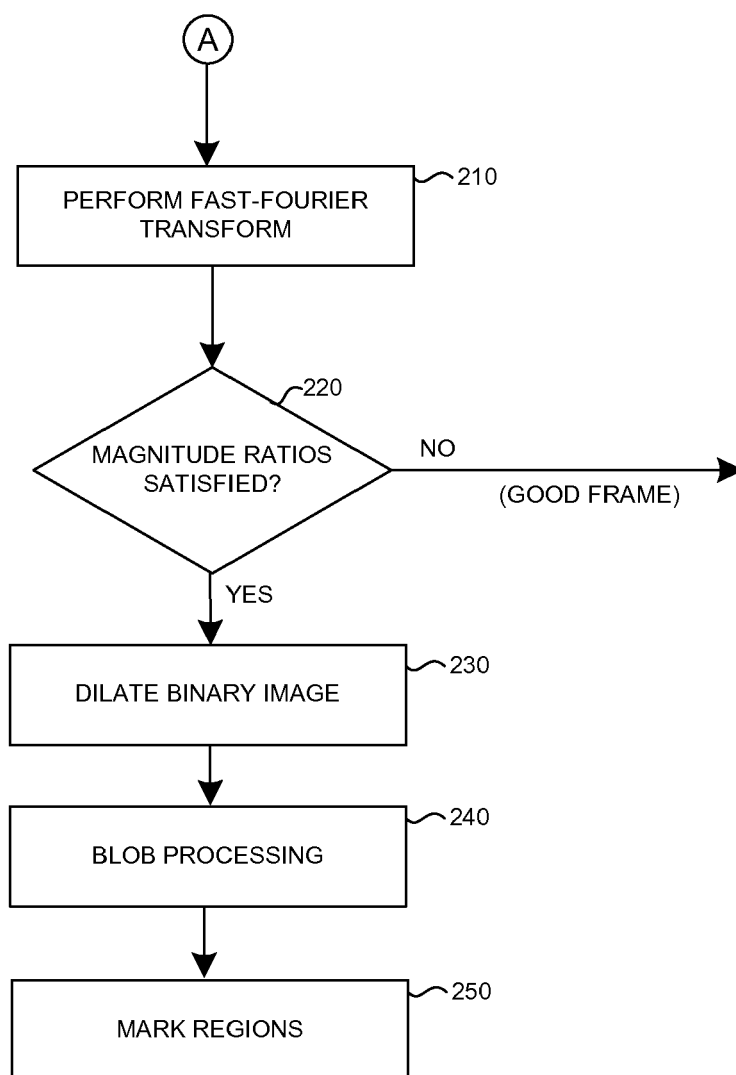 A
PERFORM FAST-FOURIER
TRANSFORM
210
220
MAGNITUDE RATIOS
SATISFIED?
NO
(GOOD FRAME)
YES
DILATE BINARY IMAGE
230
BLOB PROCESSING
240
MARK REGIONS
250